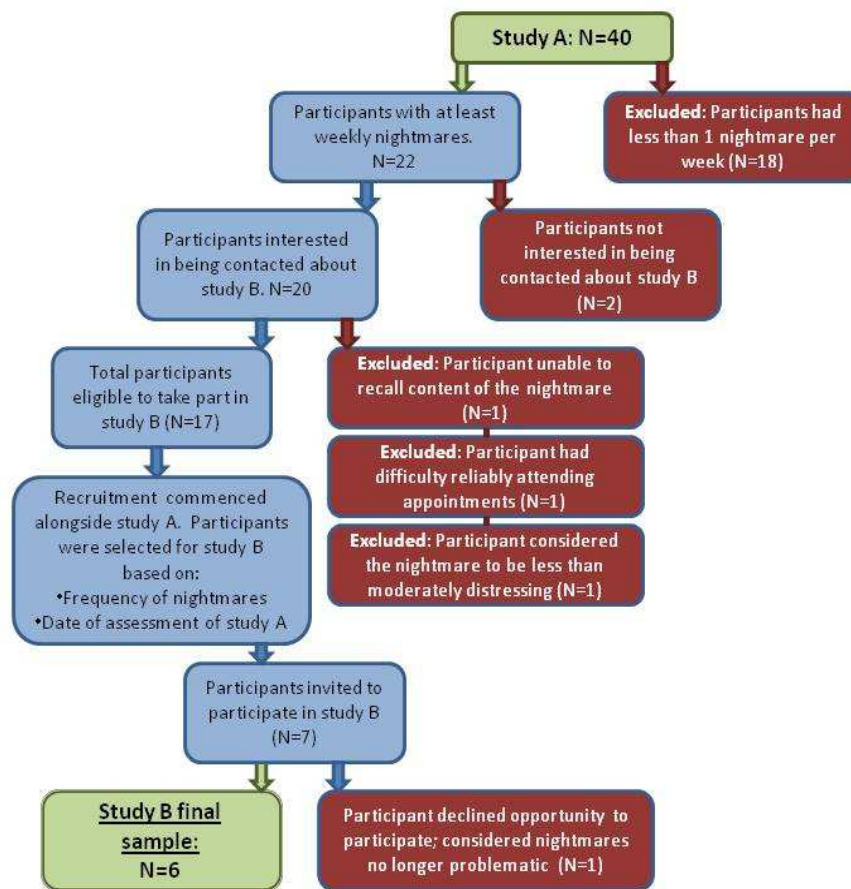 Study A: N=40
Participants with at least
weekly nightmares.
N=22
Excluded: Participants had
less than 1 nightmare per
week (N=18)
Participants interested
in being contacted about
study B. N=20
Participants not
interested in being
contacted about study B
(N=2)
Total participants
eligible to take part in
study B (N=17)
Excluded: Participant unable to
recall content of the nightmare
(N=1)
Excluded: Participant had
difficulty reliably attending
appointments (N=1)
Excluded: Participant considered
the nightmare to be less than
moderately distressing (N=1)
Recruitment commenced
alongside study A. Participants
were selected for study B
based on:
•Frequency of nightmares
•Date of assessment of study A
Participants invited to
participate in study B
(N=7)
Study B final
sample:
N=6
Participant declined opportunity to
participate; considered nightmares
no longer problematic (N=1)